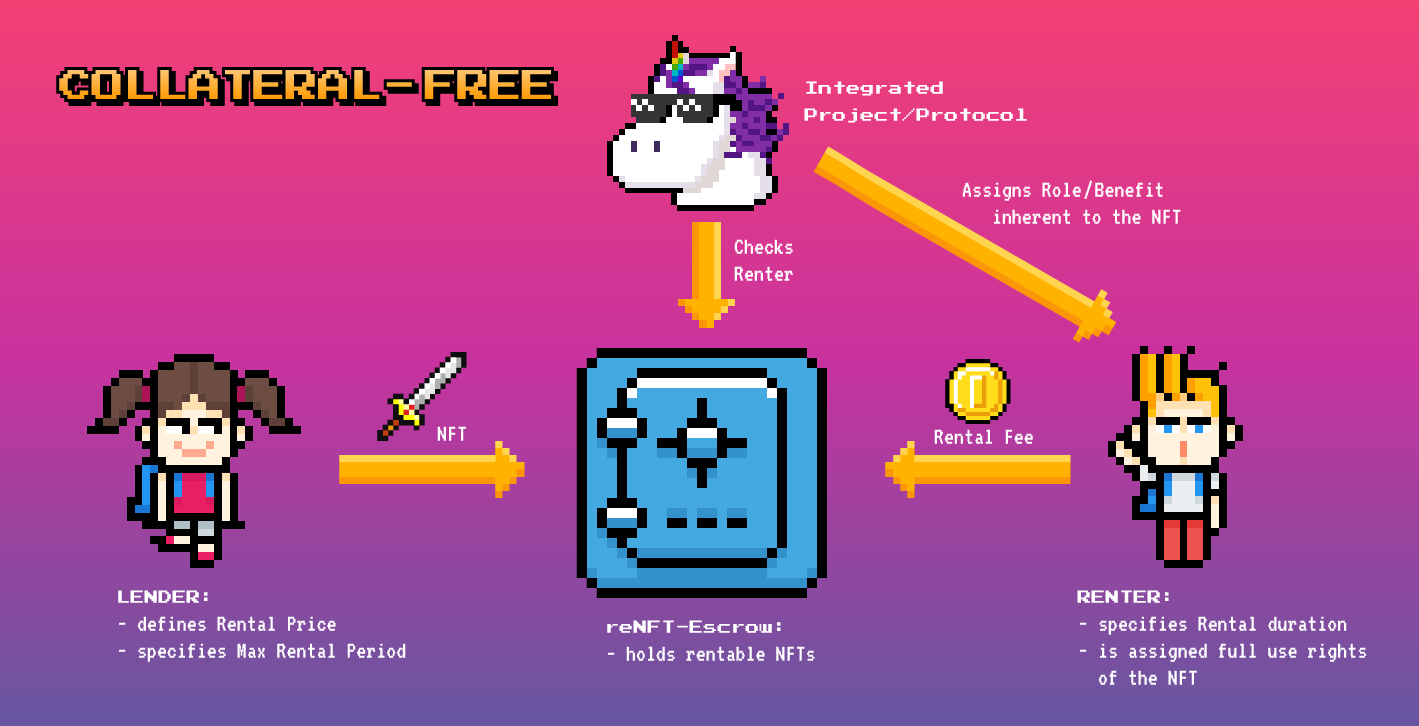 COLLATERAL-FREE
Integrated
Project/Protocol
Assigns Role/Benefit
inherent to the NFT
Checks
Renter
NFT
Rental Fee
LENDER:
- defines Rental Price
- specifies Max Rental Period
reNFT-Escrow:
- holds rentable NFTs
RENTER:
- specifies Rental duration
- is assigned full use rights
of the NFT